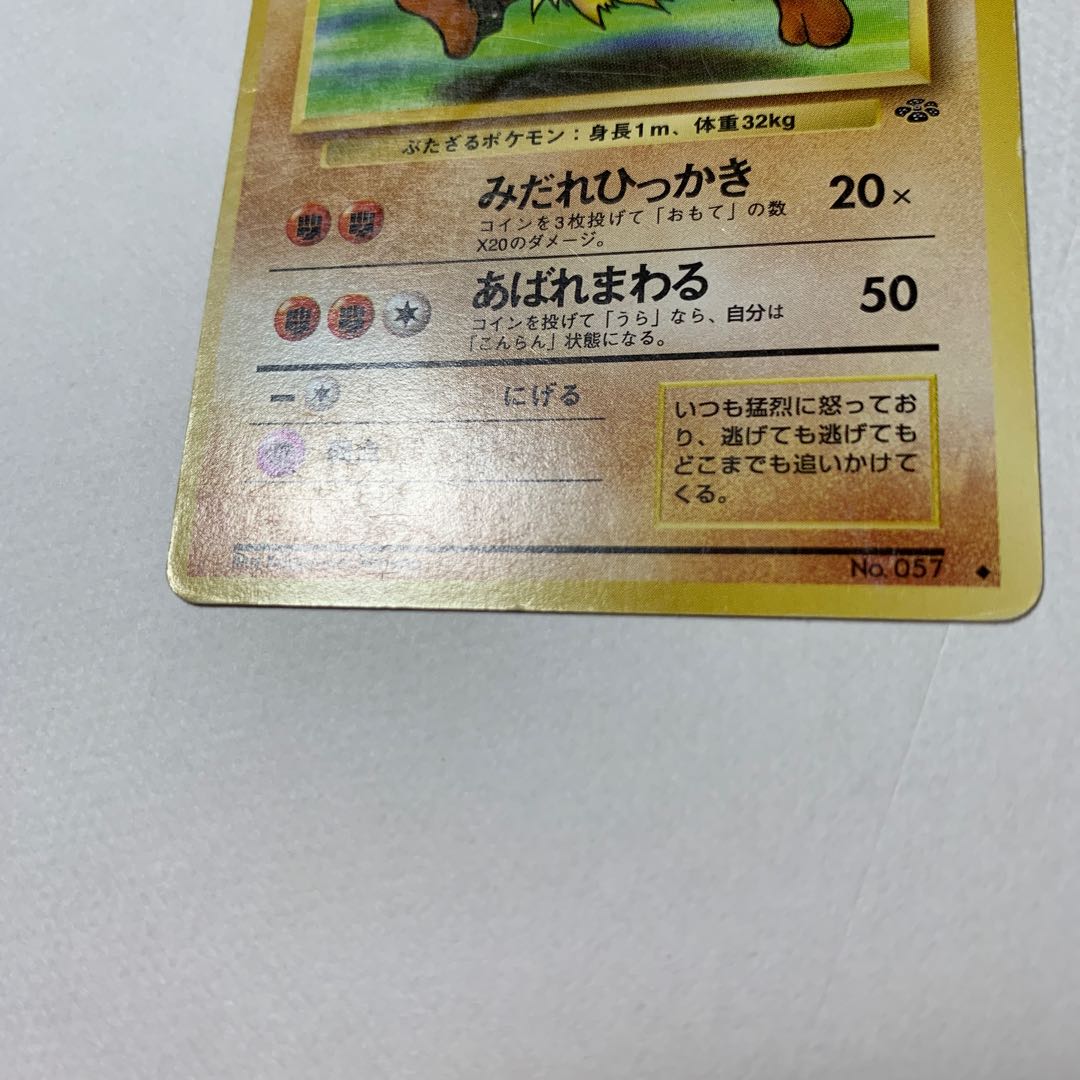 ぶたざるポケモン：身長1m、体重32kg
みだれひっかき 20×
コインを3枚投げて「おもて」の数
X20のダメージ。
あばれまわる 50
コインを投げて「うら」なら、自分は
「こんらん」状態になる。
ー にげる
いつも猛烈に怒ってお
り、逃げても逃げても
どこまでも追いかけて
くる。
No. 057